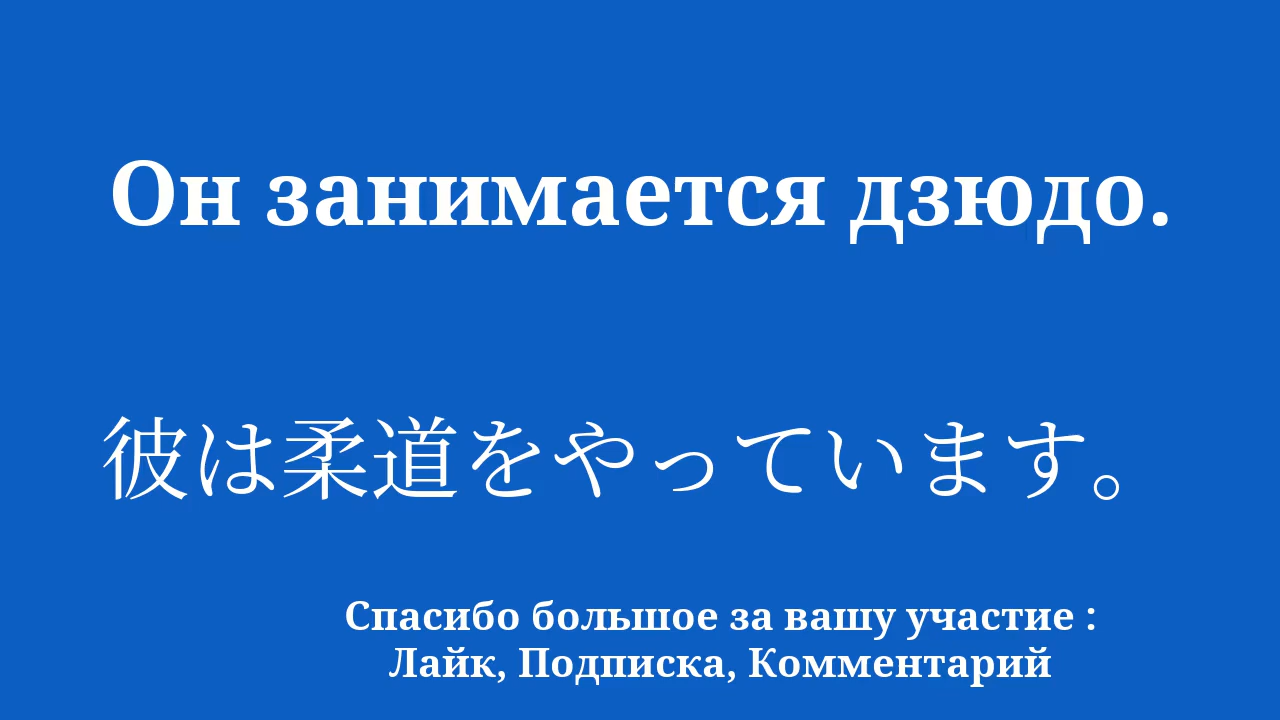 Он занимается дзюдо.
彼は柔道をやっています。
Спасибо большое за вашу участие :
Лайк, Подписка, Комментарий